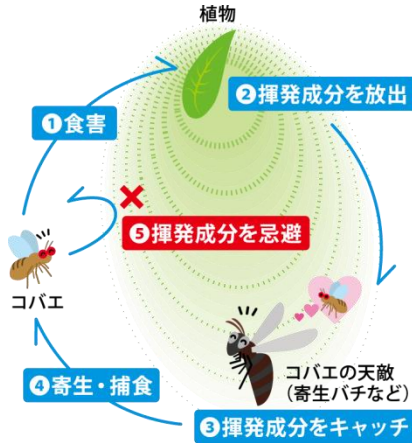 植物
❶食害
❷揮発成分を放出
❺揮発成分を忌避
コバエ
コバエの天敵
（寄生バチなど）
❹寄生・捕食
❸揮発成分をキャッチ